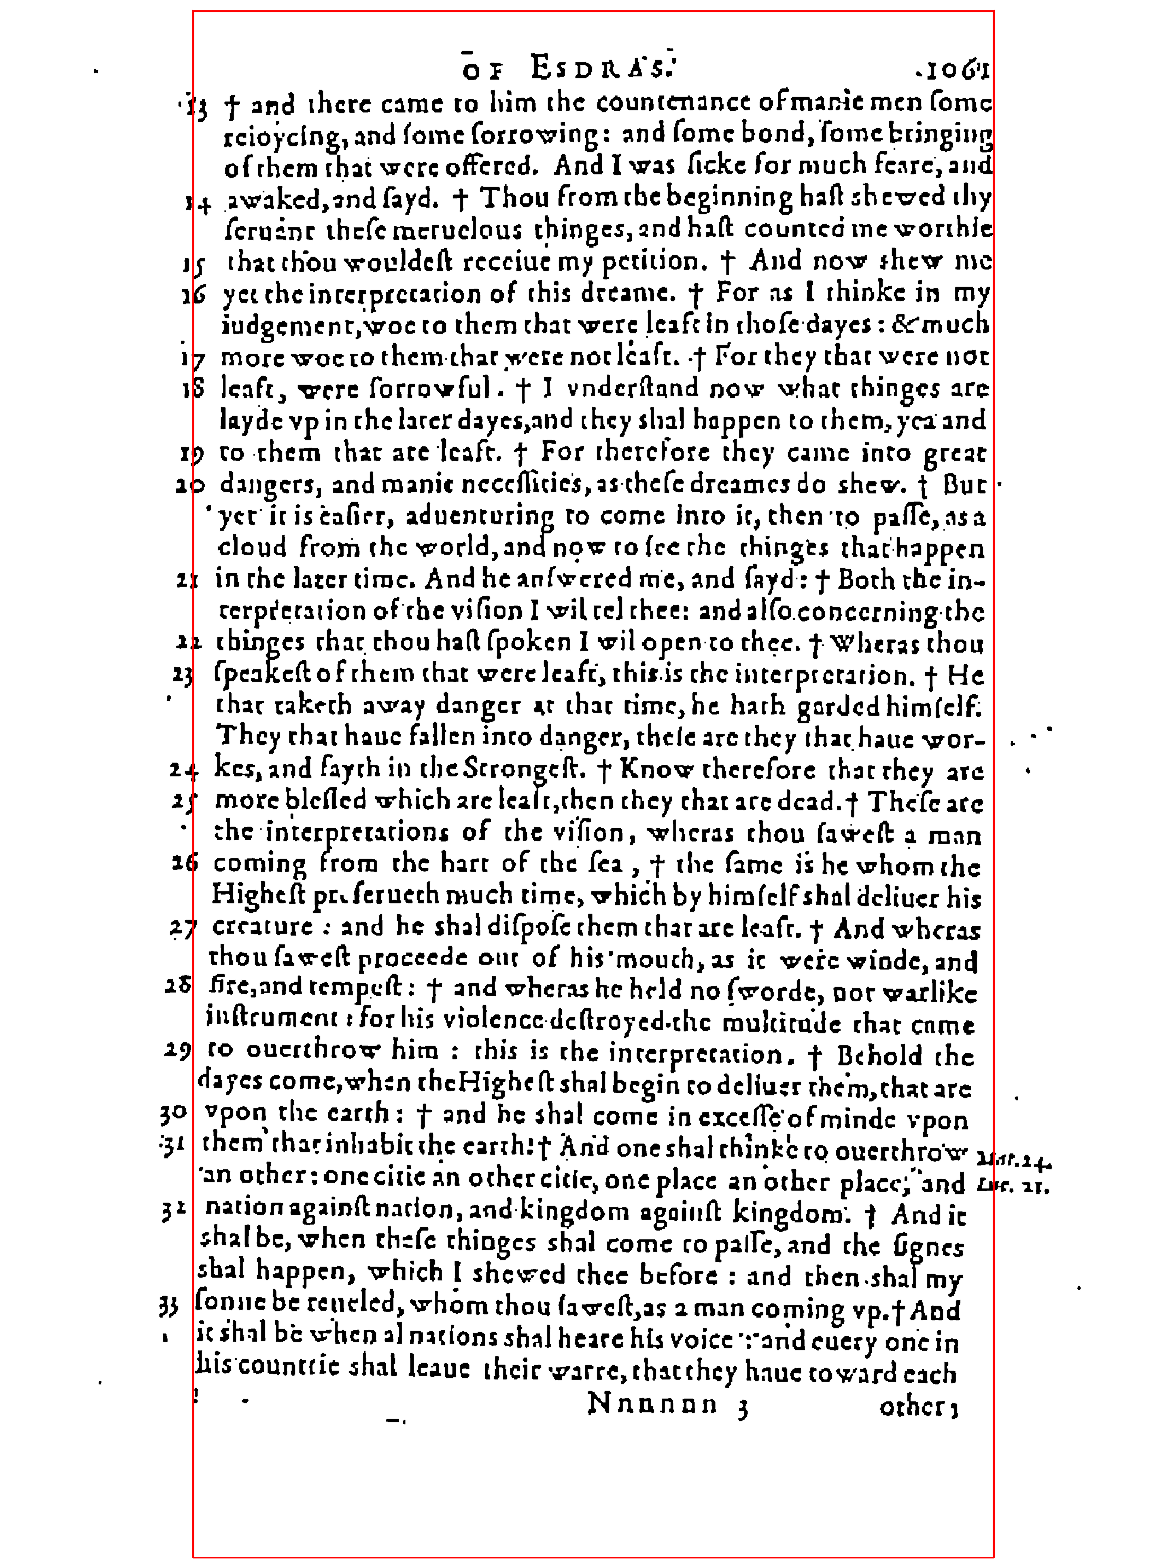 OF ESDRAS. 1061
13 † and there came to him the countenance of manie men ſome
reioycing, and ſome ſorrowing: and ſome bond, ſome bringing
of them that were offered. And I was ſicke for much feare, and
14 awaked, and ſayd. † Thou from the beginning haſt shewed thy
ſeruant theſe meruelous thinges, and haſt counted me worthie
15 that thou wouldeſt receiue my petition. † And now shew me
16 yet the interpretation of this dreame. † For as I thinke in my
iudgement, woe to them that were leaft in thoſe dayes: & much
17 more woe to them that were not leaft. † For they that were not
18 leaft, were ſorrowful. † I vnderſtand now what thinges are
layde vp in the later dayes, and they shal happen to them, yea and
19 to them that are leaft. † For therefore they came into great
20 dangers, and manie neceſſities, as theſe dreames do shew. † But
yet it is eaſier, aduenturing to come into it, then to paſſe, as a
cloud from the world, and now to ſee the thinges that happen
21 in the later time. And he anſwered me, and ſayd: † Both the in-
terpretation of the viſion I wil tel thee: and alſo concerning the
22 thinges that thou haſt ſpoken I wil open to thee. † Wheras thou
23 ſpeakeſt of them that were leaft, this is the interpretation. † He
that taketh away danger at that time, he hath garded himſelf.
They that haue fallen into danger, theſe are they that haue wor-
24 kes, and fayth in the Strongeſt. † Know therefore that they are
25 more bleſſed which are leaft, then they that are dead. † Theſe are
the interpretations of the viſion, wheras thou ſaweſt a man
26 coming from the hart of the ſea, † the ſame is he whom the
Higheſt preſerueth much time, which by himſelf shal deliuer his
27 creature: and he shal diſpoſe them that are leaft. † And wheras
thou ſaweſt proceede out of his mouth, as it were winde, and
28 fire, and tempeſt: † and wheras he held no ſworde, nor warlike
inſtrument: for his violence deſtroyed the multitude that came
29 to ouerthrow him: this is the interpretation. † Behold the
dayes come, when the Higheſt shal begin to deliuer them, that are
30 vpon the earth: † and he shal come in exceſſe of minde vpon
31 them that inhabit the earth: † And one shal thinke to ouerthrow Mat. 24.
an other: one citie an other citie, one place an other place, and Luc. 21.
32 nation againſt nation, and kingdom againſt kingdom. † And it
shal be, when theſe thinges shal come to paſſe, and the ſignes
shal happen, which I shewed thee before: and then shal my
33 ſonne be reueled, whom thou ſaweſt, as a man coming vp. † And
it shal be when al nations shal heare his voice: and euery one in
his countrie shal leaue their warre, that they haue toward each
Nnnnnn 3 other;